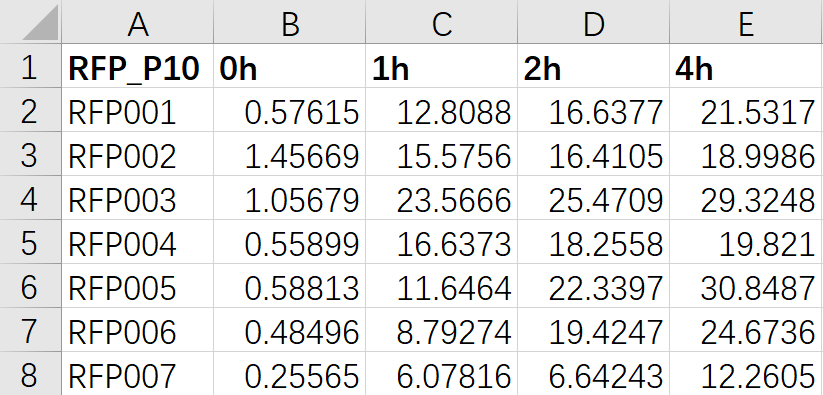 A B C D E
1 RFP_P10 0h 1h 2h 4h
2 RFP001 0.57615 12.8088 16.6377 21.5317
3 RFP002 1.45669 15.5756 16.4105 18.9986
4 RFP003 1.05679 23.5666 25.4709 29.3248
5 RFP004 0.55899 16.6373 18.2558 19.821
6 RFP005 0.58813 11.6464 22.3397 30.8487
7 RFP006 0.48496 8.79274 19.4247 24.6736
8 RFP007 0.25565 6.07816 6.64243 12.2605